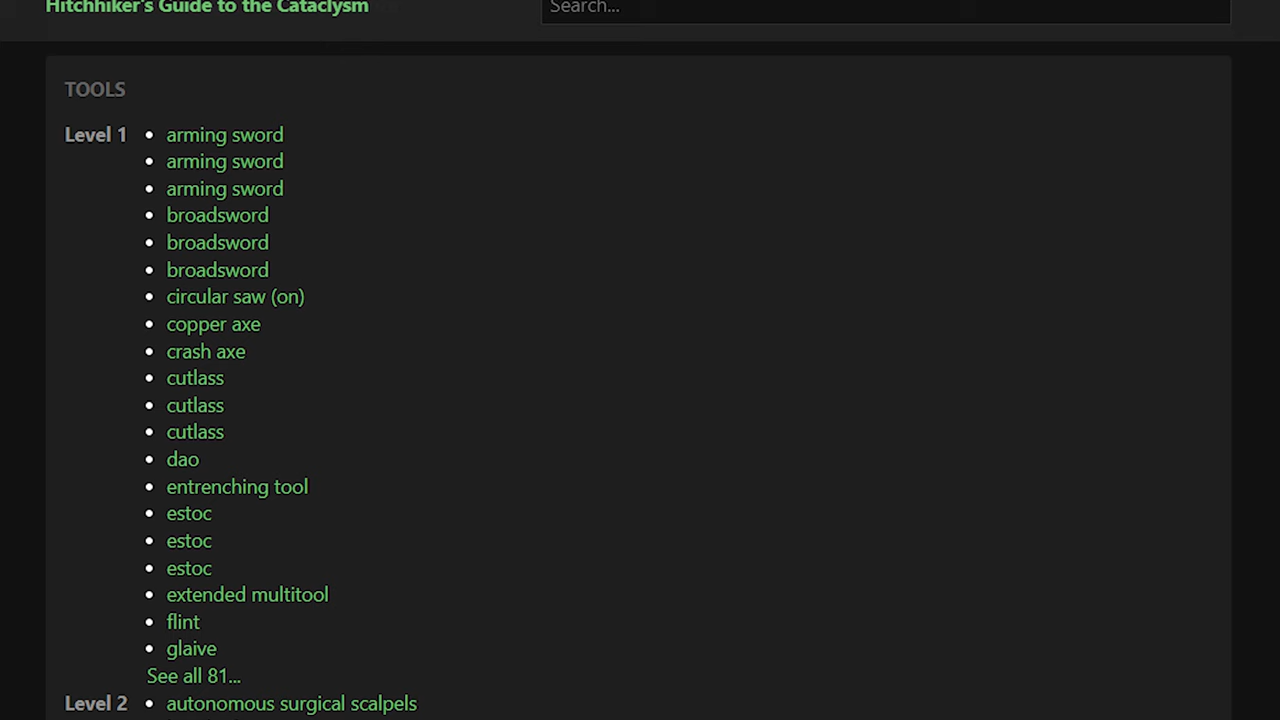 Hitchhiker's Guide to the Cataclysm
Search...
TOOLS
Level 1
• arming sword
• arming sword
• arming sword
• broadsword
• broadsword
• broadsword
• circular saw (on)
• copper axe
• crash axe
• cutlass
• cutlass
• cutlass
• dao
• entrenching tool
• estoc
• estoc
• estoc
• extended multitool
• flint
• glaive
See all 81...
Level 2
• autonomous surgical scalpels